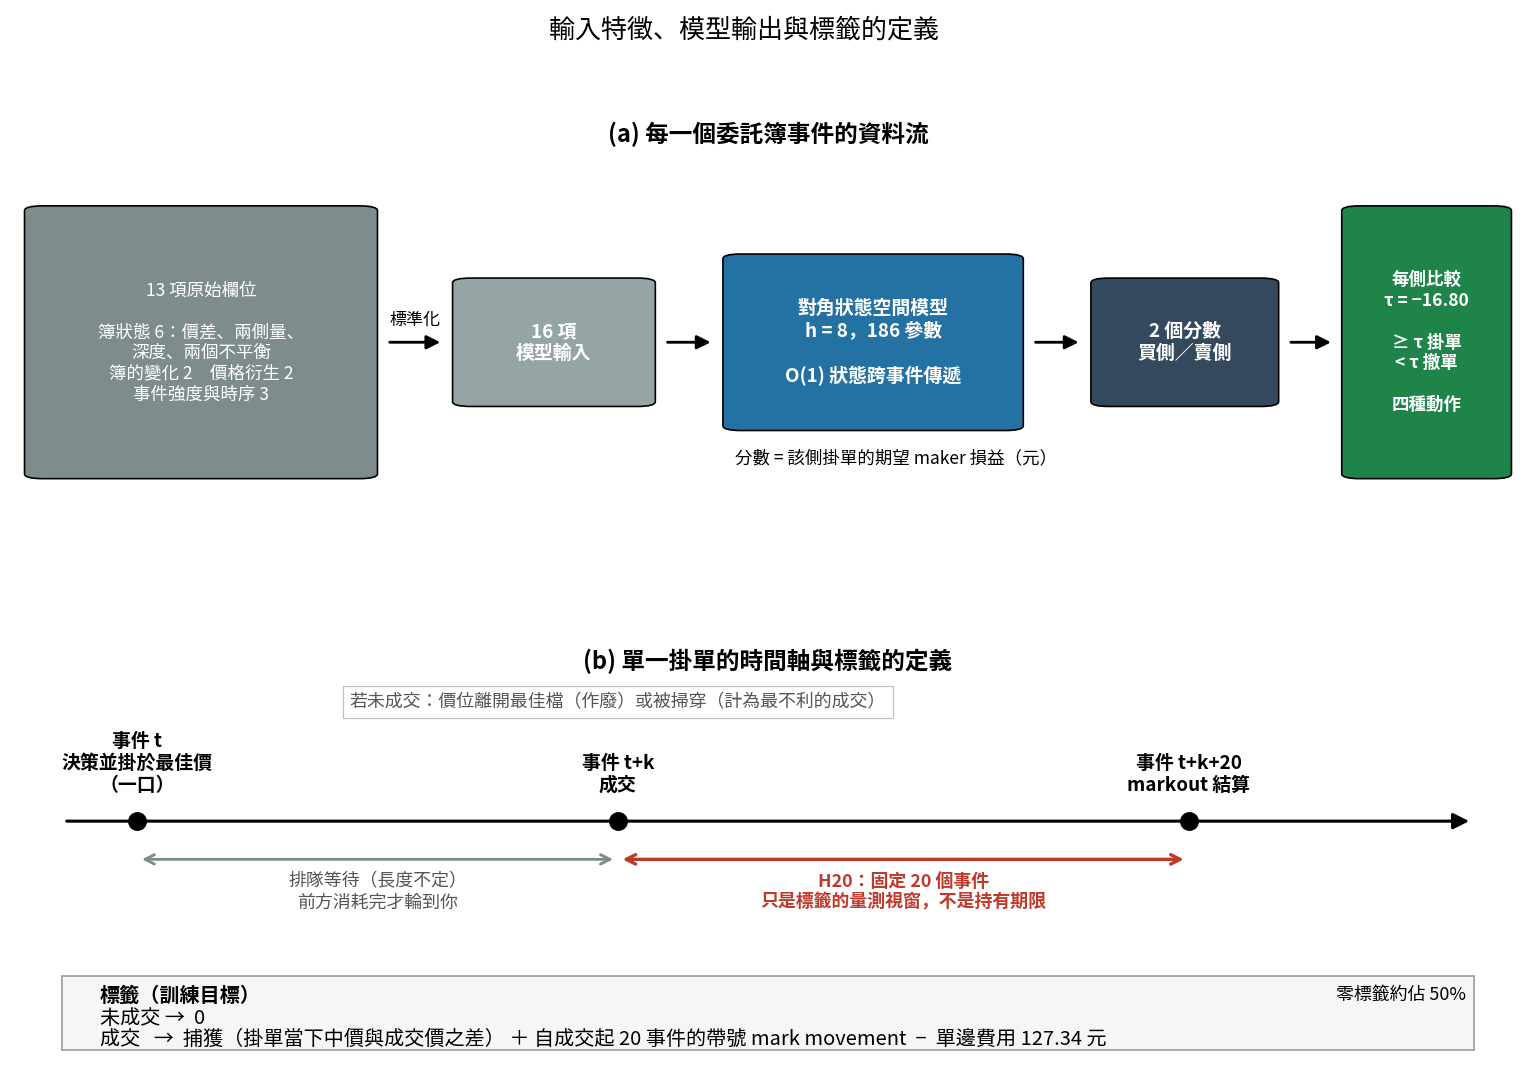 輸入特徵、模型輸出與標籤的定義
(a) 每一個委託簿事件的資料流
13 項原始欄位
簿狀態 6：價差、兩側量、
深度、兩個不平衡
簿的變化 2　價格衍生 2
事件強度與時序 3
標準化
16 項
模型輸入
對角狀態空間模型
h = 8，186 參數
O(1) 狀態跨事件傳遞
分數 = 該側掛單的期望 maker 損益（元）
2 個分數
買側／賣側
每側比較
τ = −16.80
≥ τ 掛單
< τ 撤單
四種動作
(b) 單一掛單的時間軸與標籤的定義
若未成交：價位離開最佳檔（作廢）或被掃穿（計為最不利的成交）
事件 t
決策並掛於最佳價
（一口）
事件 t+k
成交
事件 t+k+20
markout 結算
排隊等待（長度不定）
前方消耗完才輪到你
H20：固定 20 個事件
只是標籤的量測視窗，不是持有期限
標籤（訓練目標）
零標籤約佔 50%
未成交 → 0
成交 → 捕獲（掛單當下中價與成交價之差） ＋ 自成交起 20 事件的帶號 mark movement − 單邊費用 127.34 元